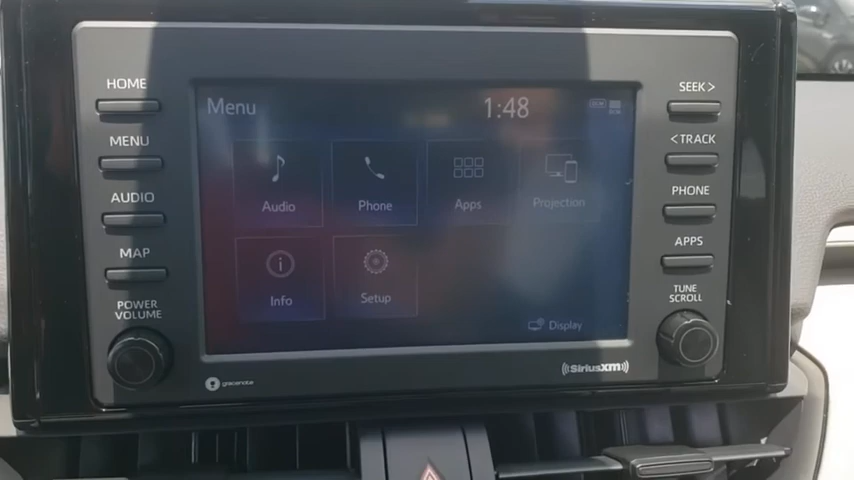 HOME
MENU
AUDIO
MAP
POWER
VOLUME
Menu
1:48
Audio
Phone
Apps
Projection
Info
Setup
Display
SEEK >
< TRACK
PHONE
APPS
TUNE
SCROLL
gracenote
((SiriusXM))